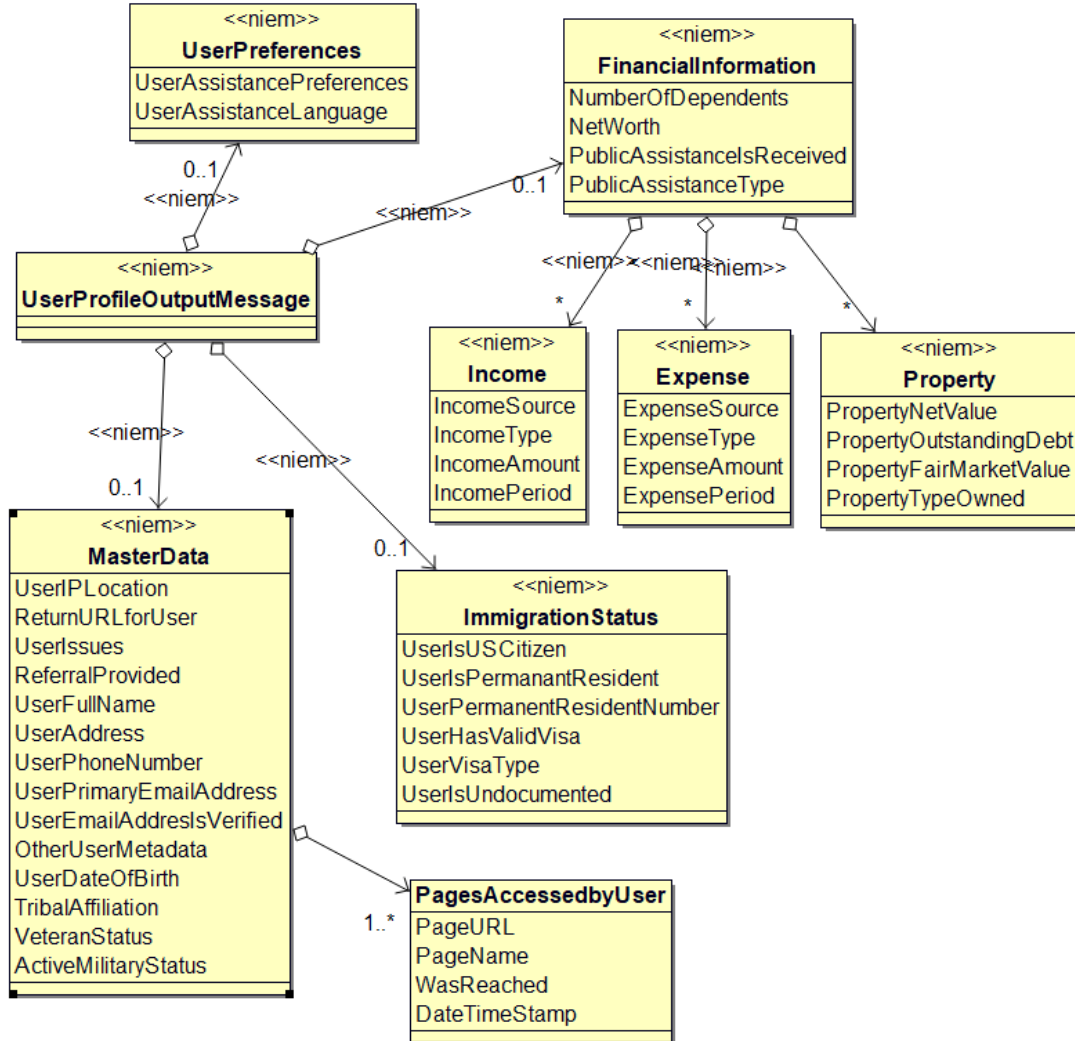 <<niem>>
UserPreferences
UserAssistancePreferences
UserAssistanceLanguage
<<niem>>
FinancialInformation
NumberOfDependents
NetWorth
PublicAssistanceIsReceived
PublicAssistanceType
0..1
<<niem>>
0..1
<<niem>>
<<niem>>
UserProfileOutputMessage
<<niem>>
<<niem>>
<<niem>>
*
*
*
<<niem>>
Income
IncomeSource
IncomeType
IncomeAmount
IncomePeriod
<<niem>>
Expense
ExpenseSource
ExpenseType
ExpenseAmount
ExpensePeriod
<<niem>>
Property
PropertyNetValue
PropertyOutstandingDebt
PropertyFairMarketValue
PropertyTypeOwned
<<niem>>
0..1
<<niem>>
0..1
<<niem>>
MasterData
UserIPLocation
ReturnURLforUser
UserIssues
ReferralProvided
UserFullName
UserAddress
UserPhoneNumber
UserPrimaryEmailAddress
UserEmailAddresIsVerified
OtherUserMetadata
UserDateOfBirth
TribalAffiliation
VeteranStatus
ActiveMilitaryStatus
<<niem>>
ImmigrationStatus
UserIsUSCitizen
UserIsPermanantResident
UserPermanentResidentNumber
UserHasValidVisa
UserVisaType
UserIsUndocumented
1..*
PagesAccessedbyUser
PageURL
PageName
WasReached
DateTimeStamp